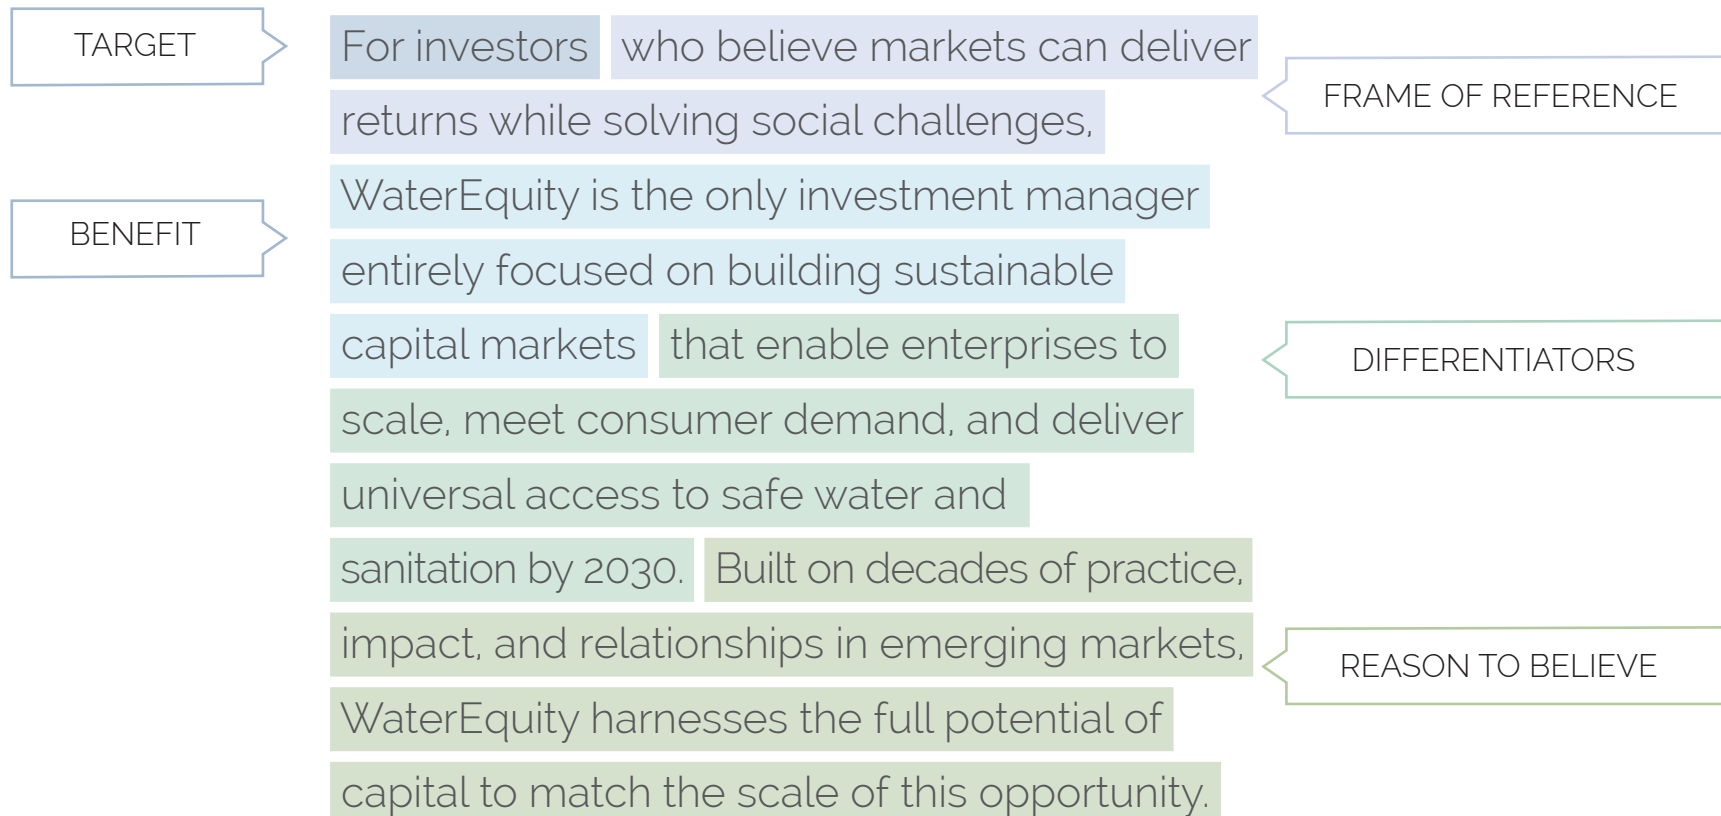 TARGET
For investors who believe markets can deliver
FRAME OF REFERENCE
returns while solving social challenges,
WaterEquity is the only investment manager
BENEFIT
entirely focused on building sustainable
capital markets that enable enterprises to
DIFFERENTIATORS
scale, meet consumer demand, and deliver
universal access to safe water and
sanitation by 2030. Built on decades of practice,
impact, and relationships in emerging markets,
REASON TO BELIEVE
WaterEquity harnesses the full potential of
capital to match the scale of this opportunity.